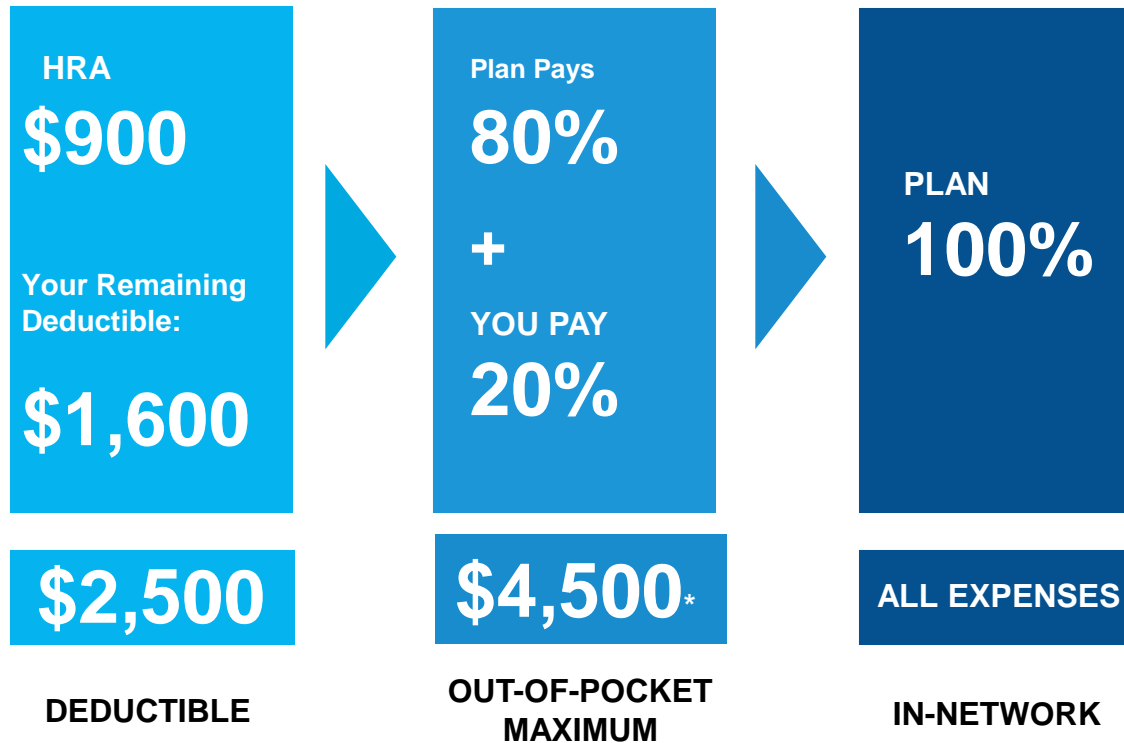 HRA
$900
Your Remaining
Deductible:
$1,600
$2,500
DEDUCTIBLE
Plan Pays
80%
+
YOU PAY
20%
$4,500*
OUT-OF-POCKET
MAXIMUM
PLAN
100%
ALL EXPENSES
IN-NETWORK